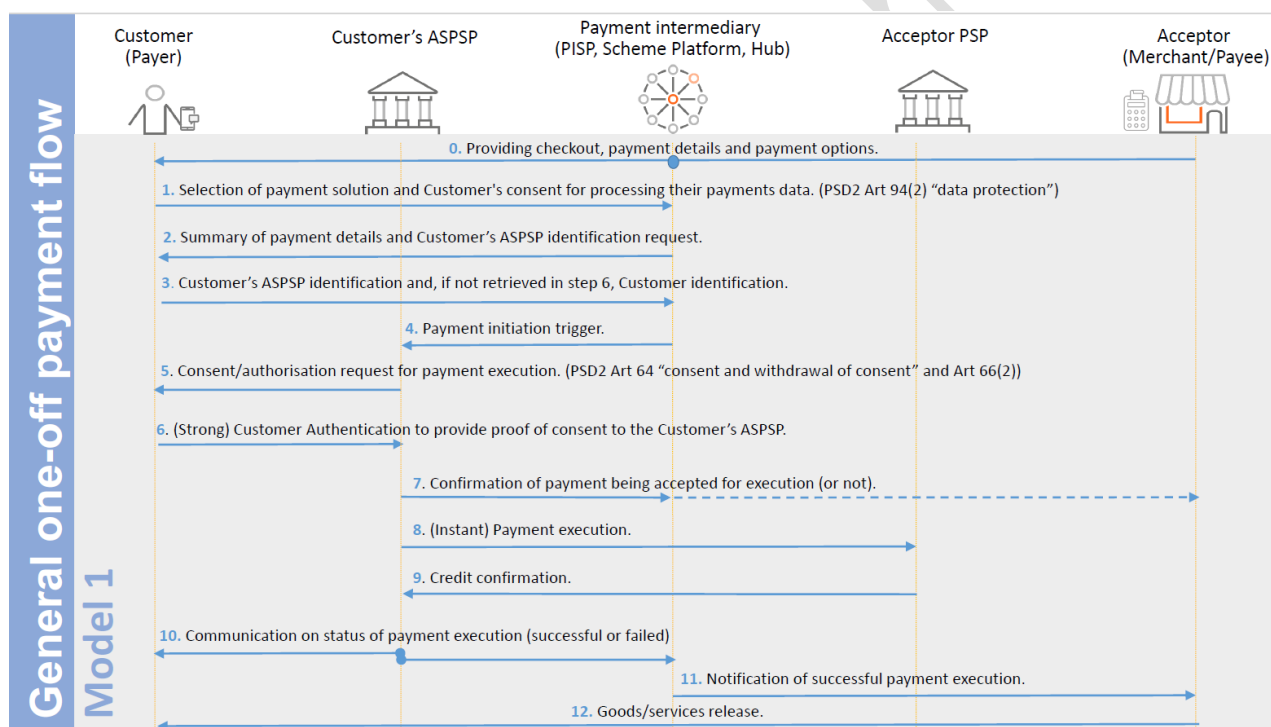 General one-off payment flow
Model 1
Customer
(Payer)
Customer's ASPSP
Payment intermediary
(PISP, Scheme Platform, Hub)
Acceptor PSP
Acceptor
(Merchant/Payee)
0. Providing checkout, payment details and payment options.
1. Selection of payment solution and Customer's consent for processing their payments data. (PSD2 Art 94(2) “data protection”)
2. Summary of payment details and Customer’s ASPSP identification request.
3. Customer’s ASPSP identification and, if not retrieved in step 6, Customer identification.
4. Payment initiation trigger.
5. Consent/authorisation request for payment execution. (PSD2 Art 64 “consent and withdrawal of consent” and Art 66(2))
6. (Strong) Customer Authentication to provide proof of consent to the Customer’s ASPSP.
7. Confirmation of payment being accepted for execution (or not).
8. (Instant) Payment execution.
9. Credit confirmation.
10. Communication on status of payment execution (successful or failed)
11. Notification of successful payment execution.
12. Goods/services release.